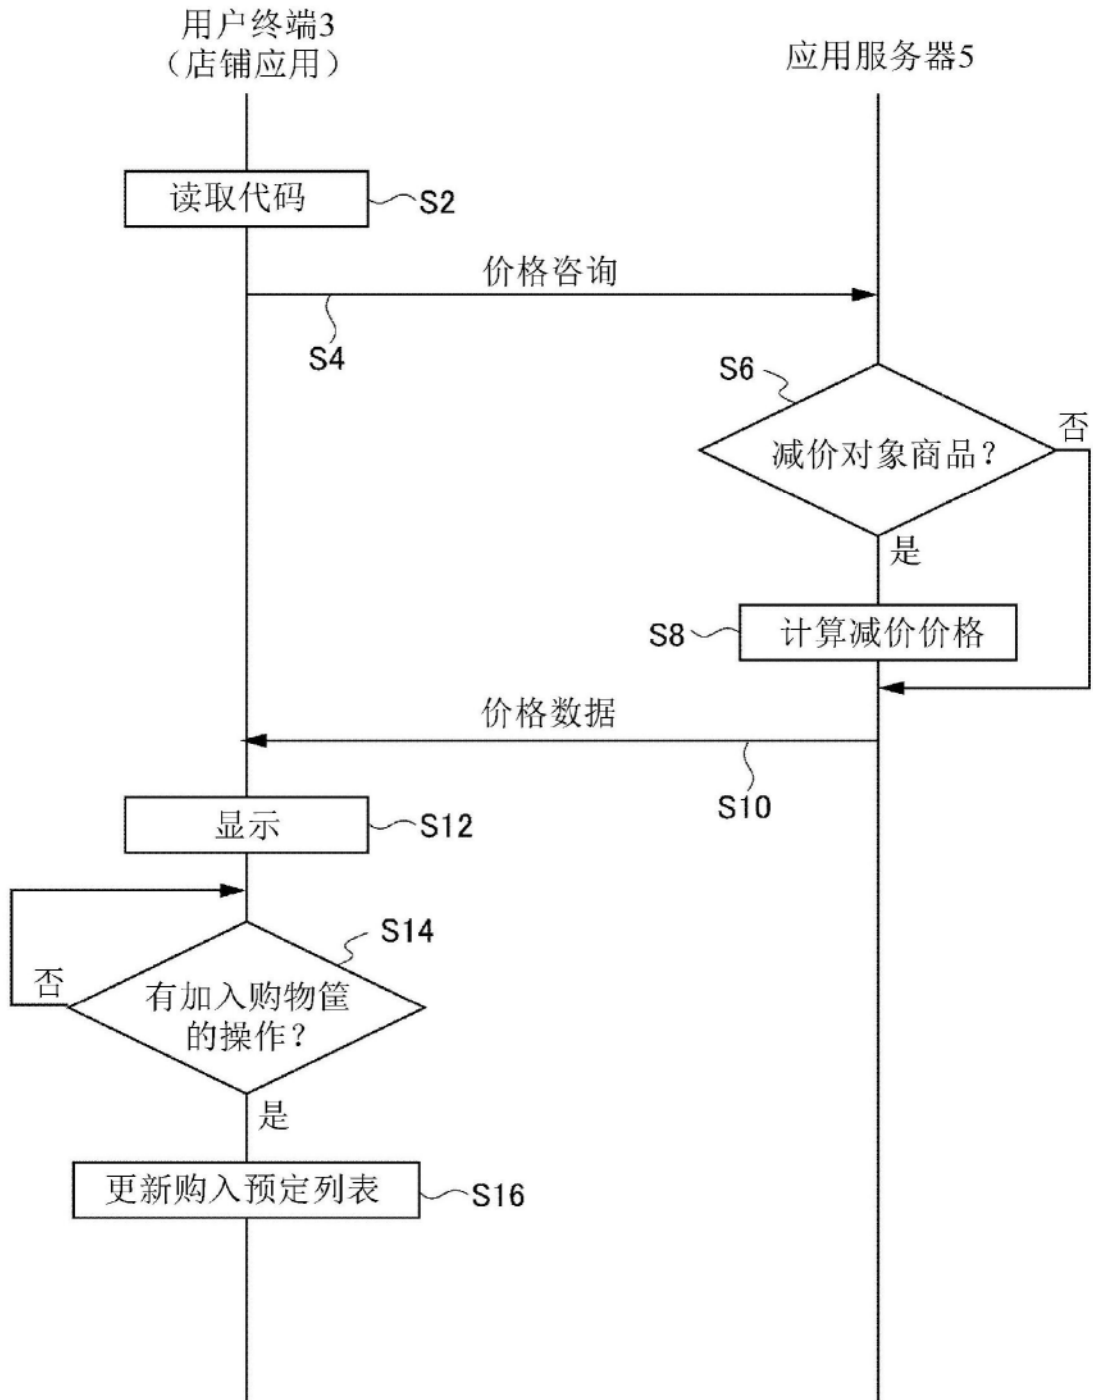 用户终端3
（店铺应用）
应用服务器5
读取代码
S2
价格咨询
S4
S6
减价对象商品？
否
是
S8
计算减价价格
价格数据
S10
显示
S12
S14
有加入购物筐
的操作？
否
是
更新购入预定列表
S16